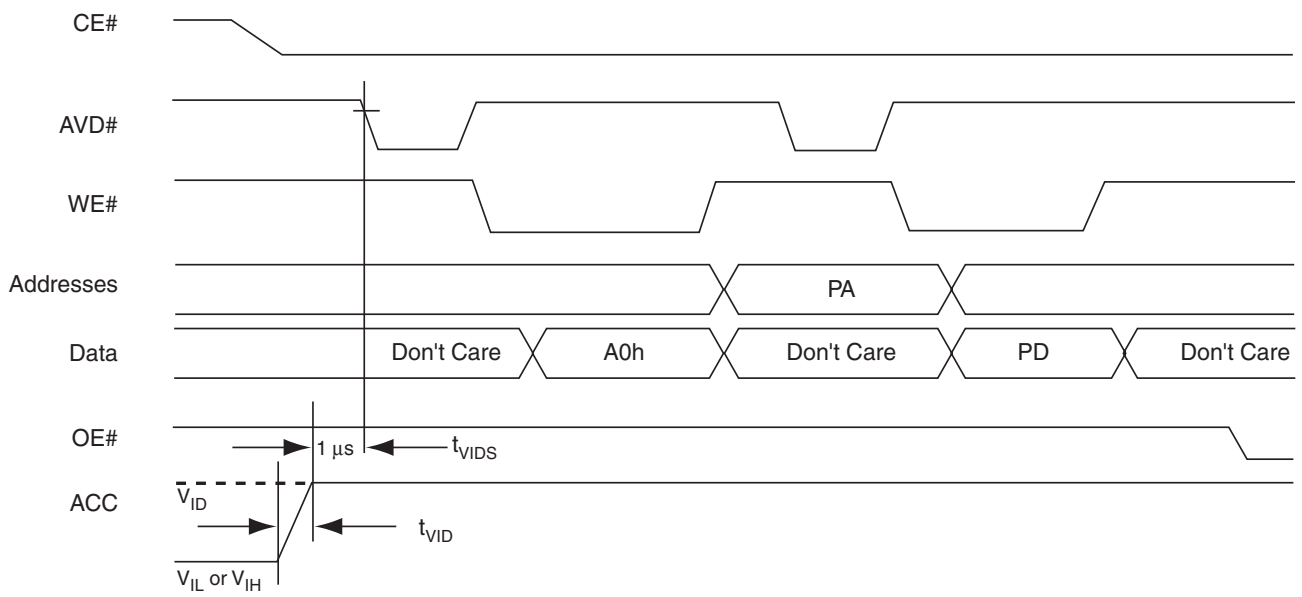 CE#
AVD#
WE#
Addresses
PA
Data
Don't Care
A0h
Don't Care
PD
Don't Care
OE#
1 μs
tVIDS
ACC
VID
tVID
VIL or VIH